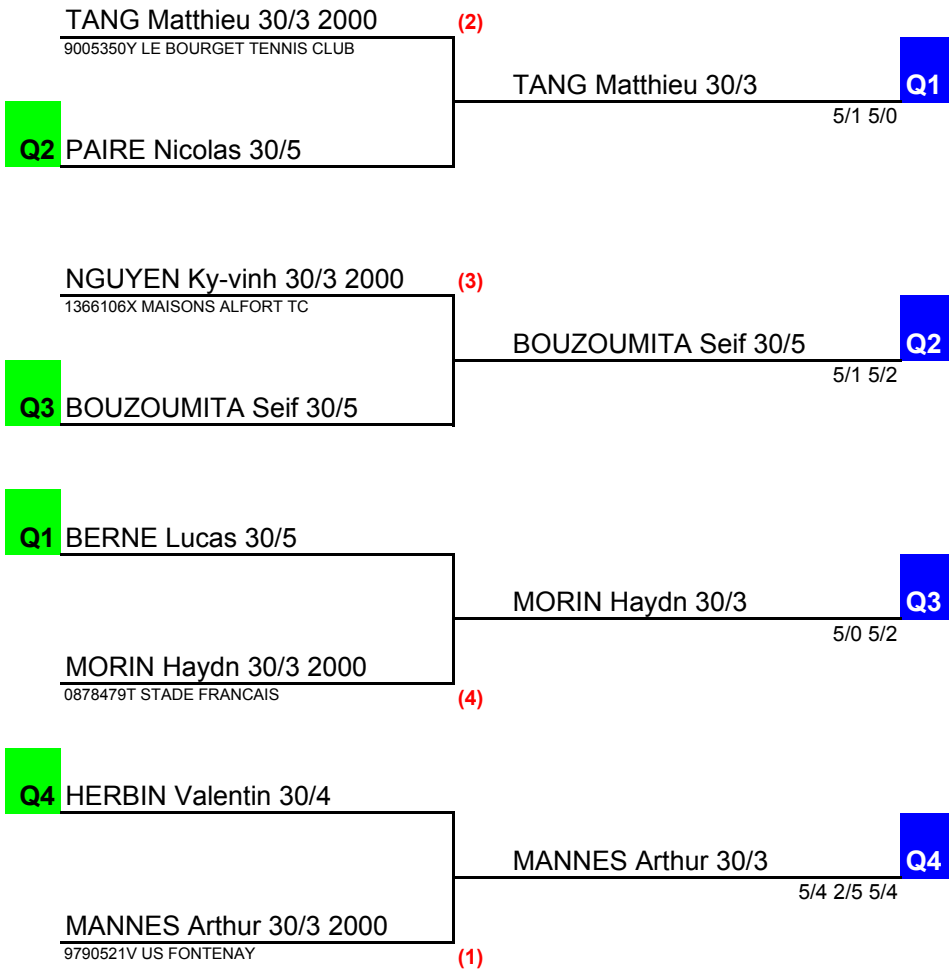 TANG Matthieu 30/3 2000 (2)
9005350Y LE BOURGET TENNIS CLUB
TANG Matthieu 30/3 Q1
5/1 5/0
Q2 PAIRE Nicolas 30/5
NGUYEN Ky-vinh 30/3 2000 (3)
1366106X MAISONS ALFORT TC
BOUZOUMITA Seif 30/5 Q2
5/1 5/2
Q3 BOUZOUMITA Seif 30/5
Q1 BERNE Lucas 30/5
MORIN Haydn 30/3 Q3
5/0 5/2
MORIN Haydn 30/3 2000
0878479T STADE FRANCAIS (4)
Q4 HERBIN Valentin 30/4
MANNES Arthur 30/3 Q4
5/4 2/5 5/4
MANNES Arthur 30/3 2000
9790521V US FONTENAY (1)